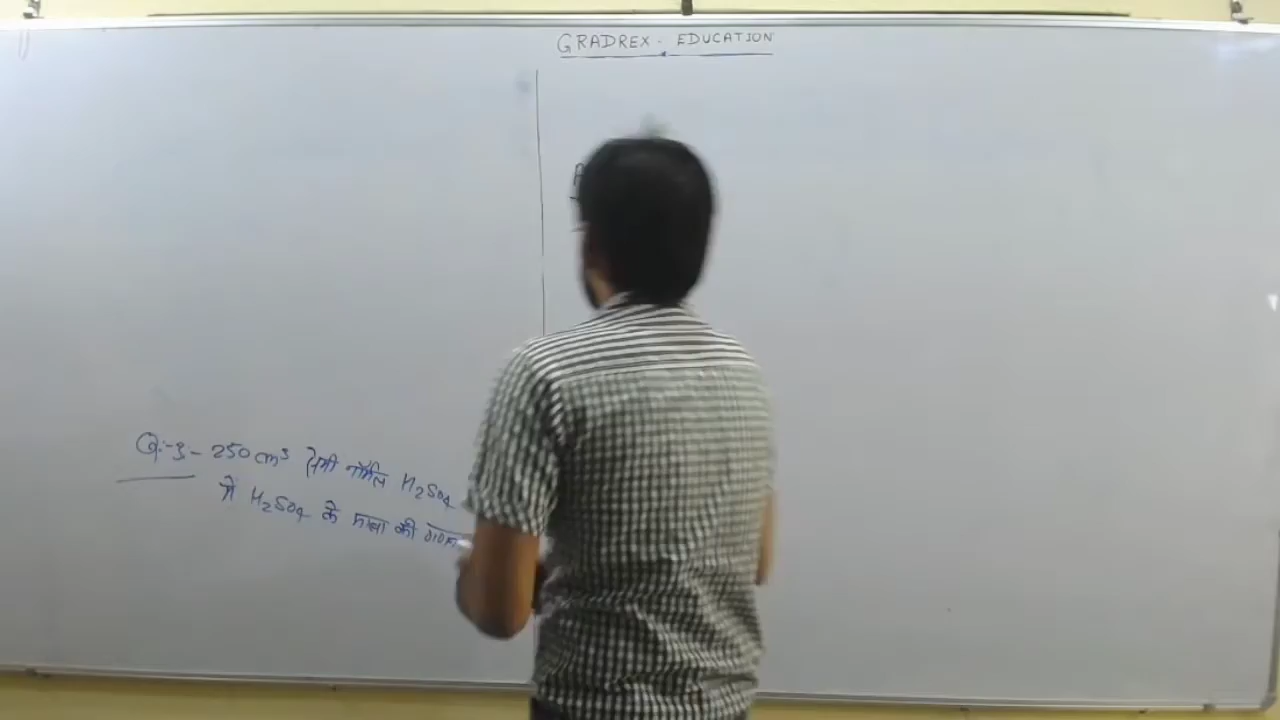 GRADREX. EDUCATION
Q:-3:- 250 cm³ डेसी नॉर्मल H₂SO₄
में H₂SO₄ के मात्रा की